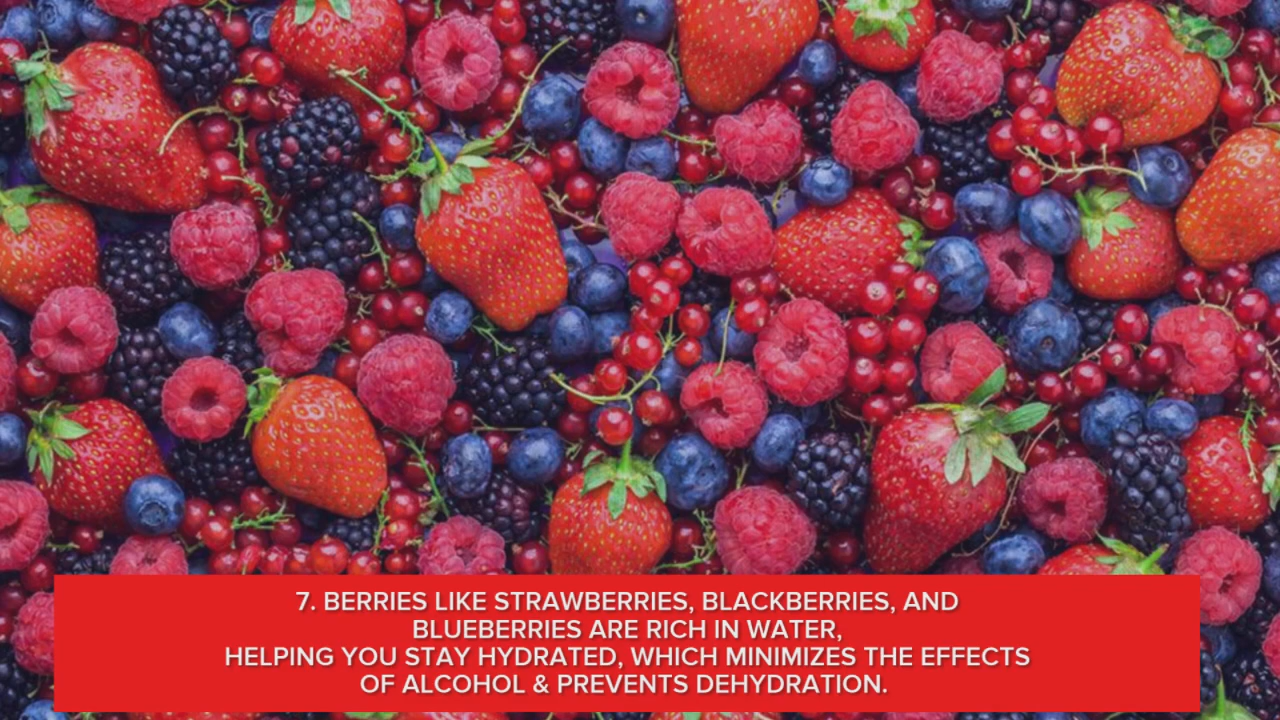 7. BERRIES LIKE STRAWBERRIES, BLACKBERRIES, AND
BLUEBERRIES ARE RICH IN WATER,
HELPING YOU STAY HYDRATED, WHICH MINIMIZES THE EFFECTS
OF ALCOHOL & PREVENTS DEHYDRATION.